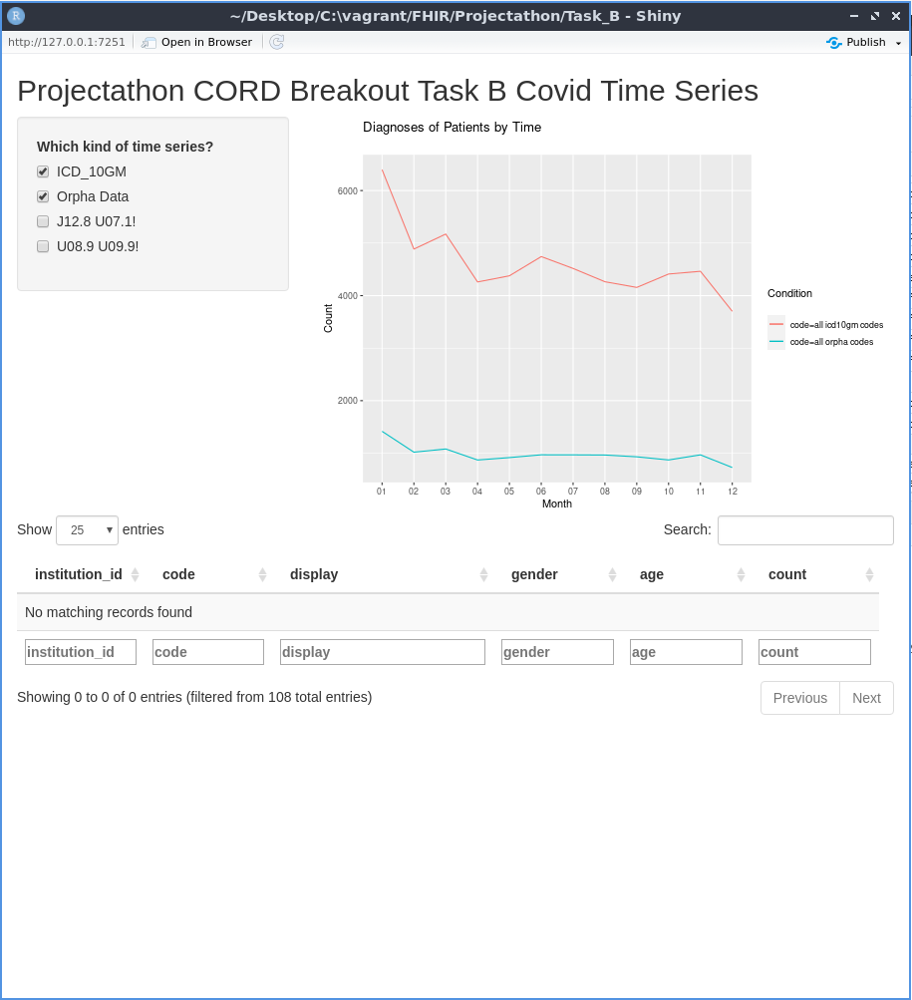 ~/Desktop/C:\vagrant/FHIR/Projectathon/Task_B - Shiny
http://127.0.0.1:7251 Open in Browser Publish
Projectathon CORD Breakout Task B Covid Time Series
Which kind of time series?
ICD_10GM
Orpha Data
J12.8 U07.1!
U08.9 U09.9!
Diagnoses of Patients by Time
6000
4000
2000
Count
01 02 03 04 05 06 07 08 09 10 11 12
Month
Condition
code=all icd10gm codes
code=all orpha codes
Show 25 entries Search:
institution_id code display gender age count
No matching records found
institution_id code display gender age count
Showing 0 to 0 of 0 entries (filtered from 108 total entries) Previous Next